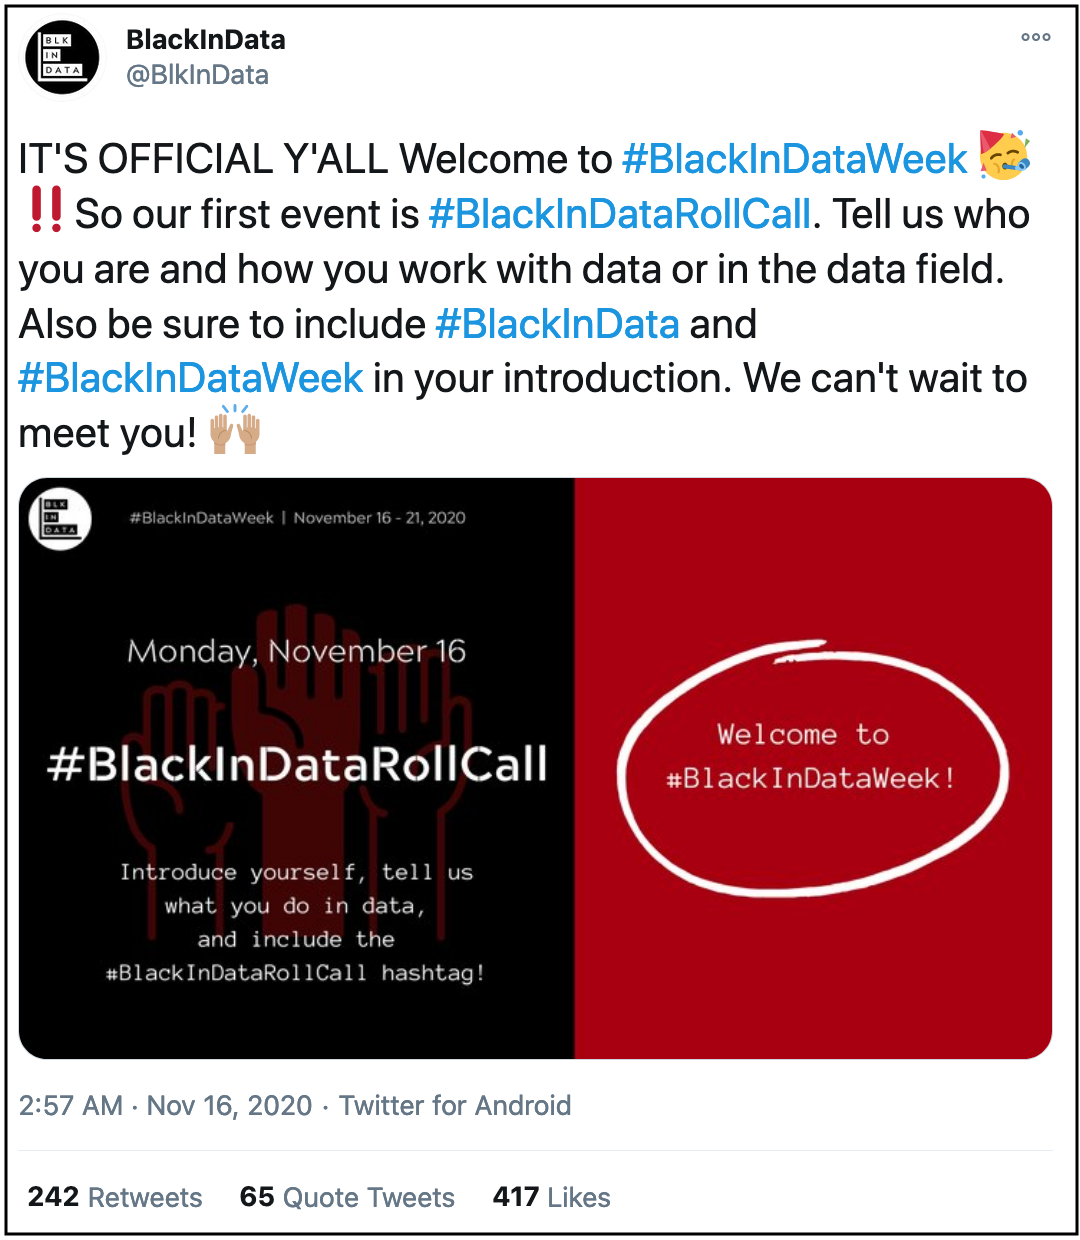 BLK
IN
DATA
BlackInData
@BlkInData
IT'S OFFICIAL Y'ALL Welcome to #BlackInDataWeek 🥳
‼️ So our first event is #BlackInDataRollCall. Tell us who
you are and how you work with data or in the data field.
Also be sure to include #BlackInData and
#BlackInDataWeek in your introduction. We can't wait to
meet you! 🙌🏽
BLK
IN
DATA
#BlackInDataWeek | November 16 - 21, 2020
Monday, November 16
#BlackInDataRollCall
Introduce yourself, tell us
what you do in data,
and include the
#BlackInDataRollCall hashtag!
Welcome to
#BlackInDataWeek!
2:57 AM · Nov 16, 2020 · Twitter for Android
242 Retweets 65 Quote Tweets 417 Likes